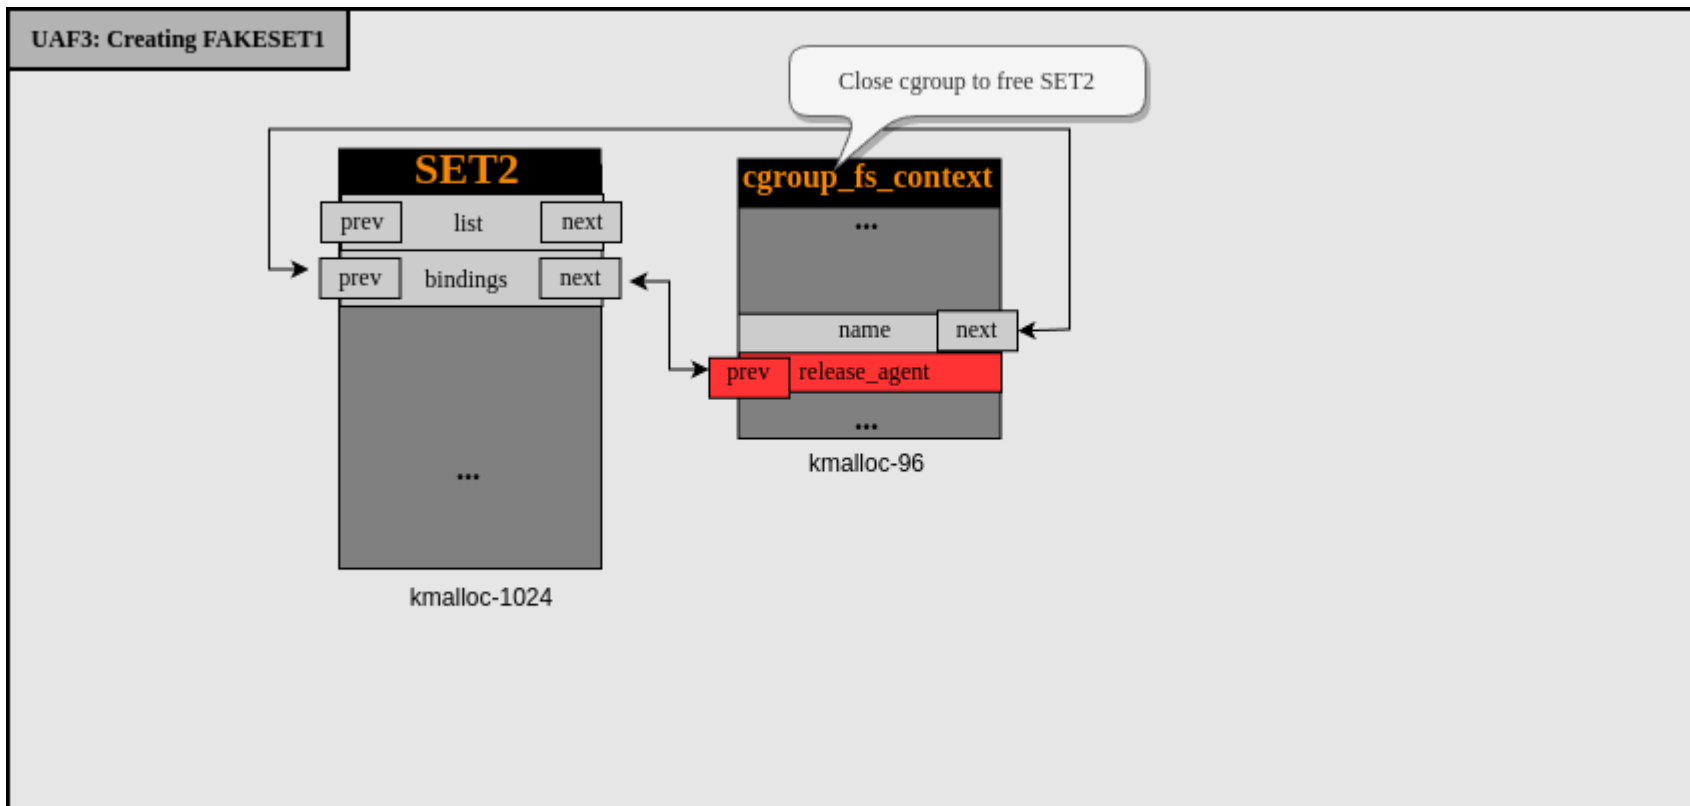 UAF3: Creating FAKESET1
Close cgroup to free SET2
SET2
prev list next
prev bindings next
...
kmalloc-1024
cgroup_fs_context
...
name next
prev release_agent
...
kmalloc-96